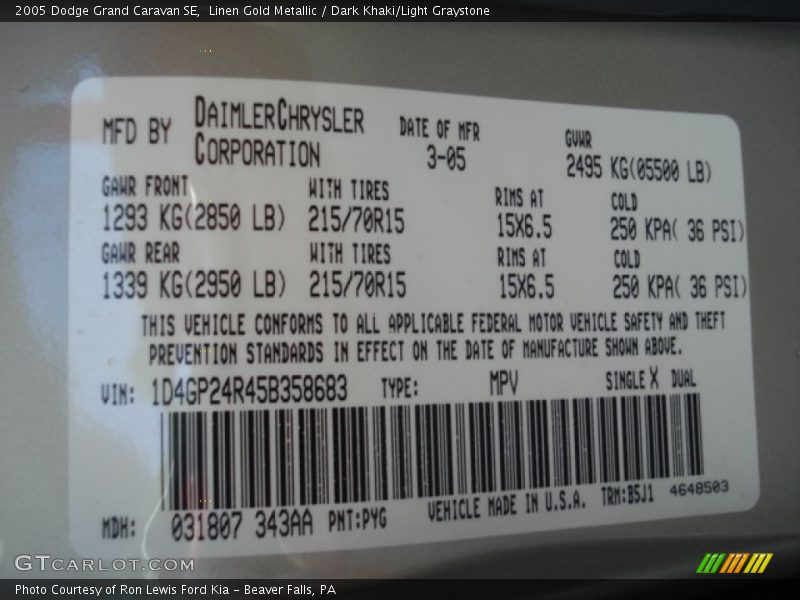 2005 Dodge Grand Caravan SE, Linen Gold Metallic / Dark Khaki/Light Graystone
MFD BY DAIMLERCHRYSLER CORPORATION DATE OF MFR 3-05 GVWR 2495 KG(05500 LB)
GAWR FRONT WITH TIRES RIMS AT COLD
1293 KG(2850 LB) 215/70R15 15X6.5 250 KPA( 36 PSI)
GAWR REAR WITH TIRES RIMS AT COLD
1339 KG(2950 LB) 215/70R15 15X6.5 250 KPA( 36 PSI)
THIS VEHICLE CONFORMS TO ALL APPLICABLE FEDERAL MOTOR VEHICLE SAFETY AND THEFT
PREVENTION STANDARDS IN EFFECT ON THE DATE OF MANUFACTURE SHOWN ABOVE.
VIN: 1D4GP24R45B358683 TYPE: MPV SINGLE X DUAL
MDH: 031807 343AA PNT:PYG VEHICLE MADE IN U.S.A. TRM:B5J1 4648503
GTCARLOT.COM
Photo Courtesy of Ron Lewis Ford Kia - Beaver Falls, PA